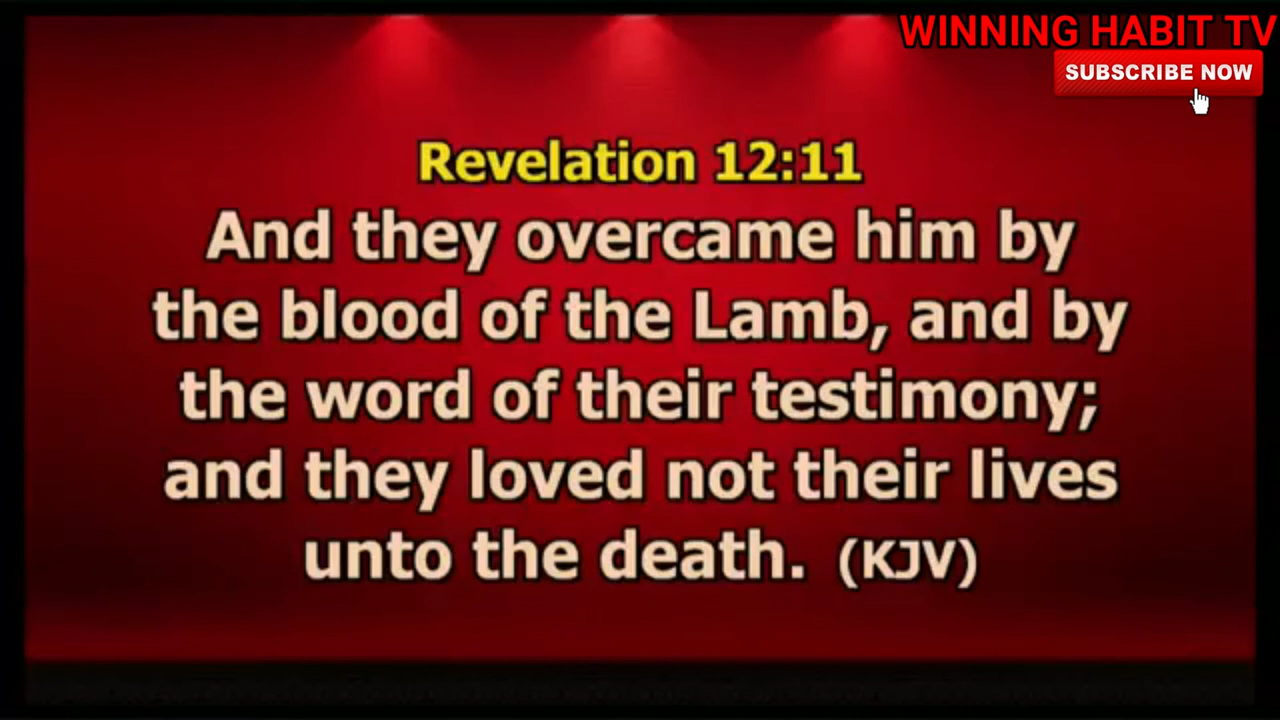 WINNING HABIT TV
SUBSCRIBE NOW
Revelation 12:11
And they overcame him by
the blood of the Lamb, and by
the word of their testimony;
and they loved not their lives
unto the death. (KJV)